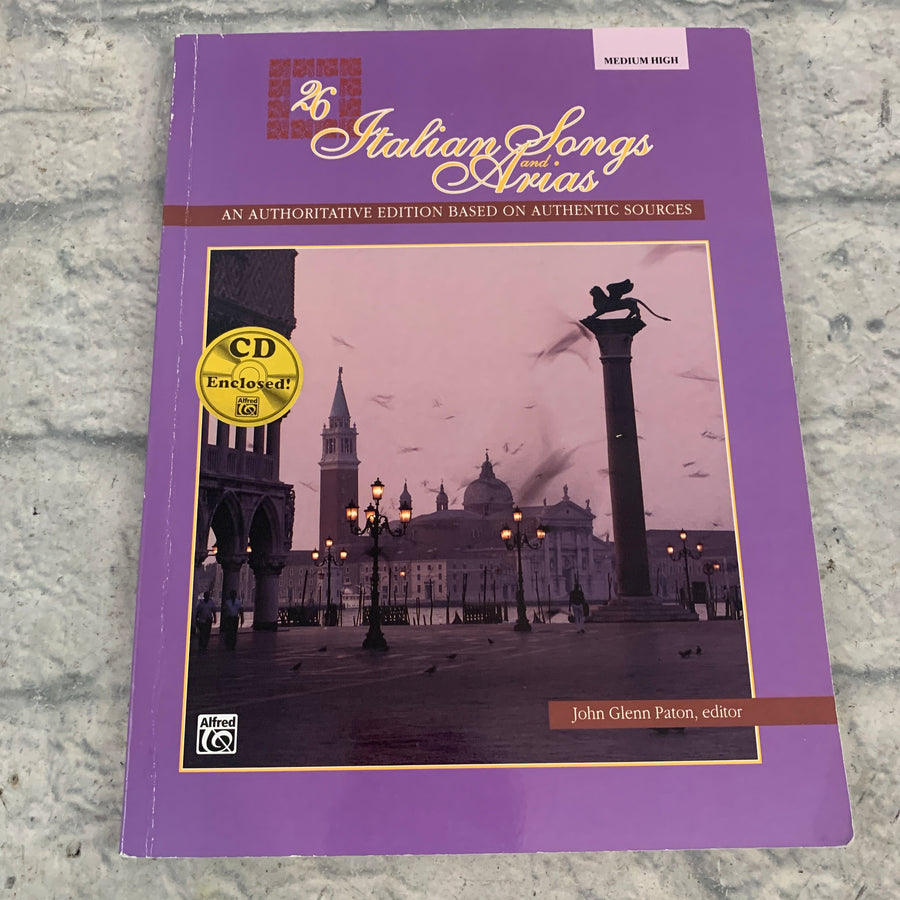 MEDIUM HIGH
26
Italian Songs
and
Arias
AN AUTHORITATIVE EDITION BASED ON AUTHENTIC SOURCES
CD
Enclosed!
Alfred
John Glenn Paton, editor
Alfred